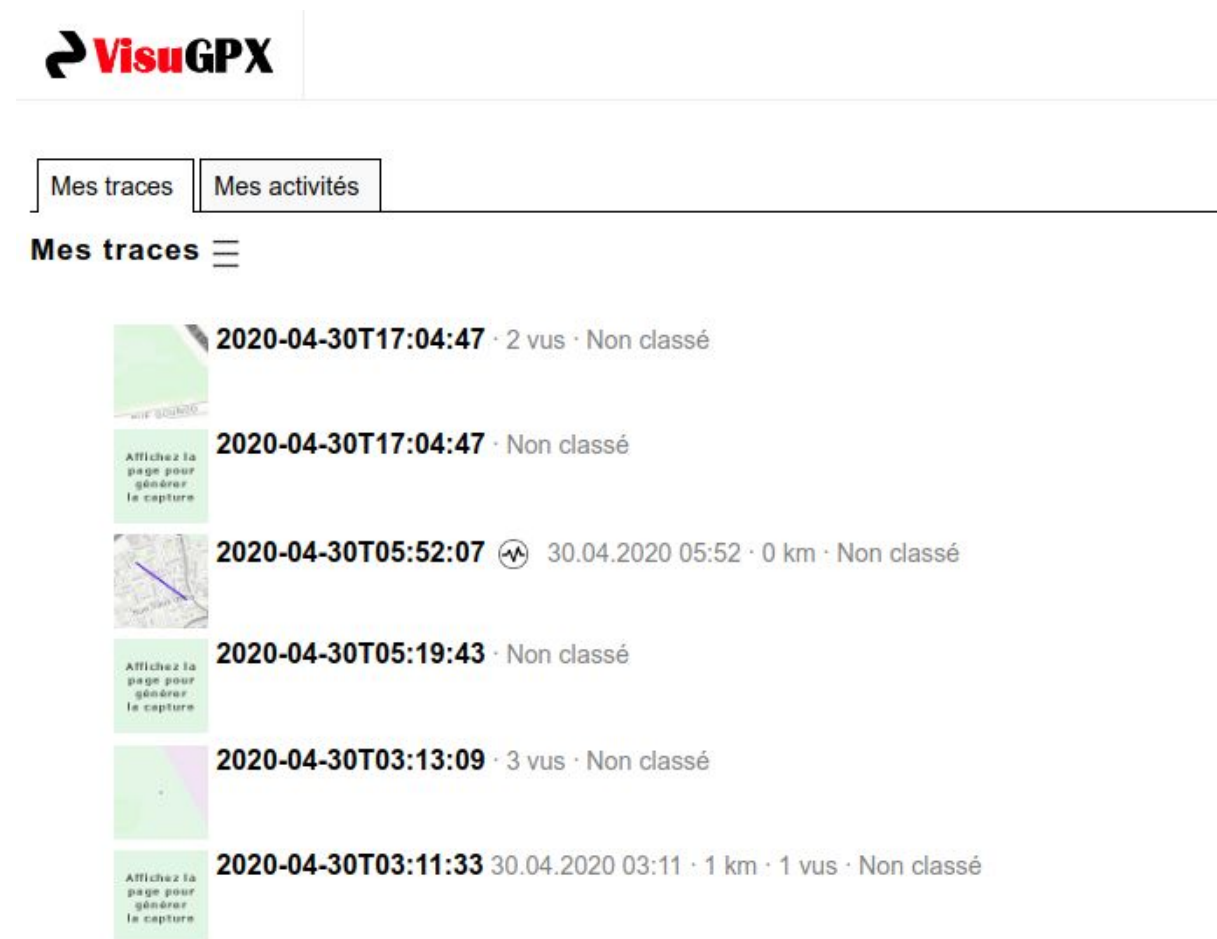 VisuGPX
Mes traces
Mes activités
Mes traces
2020-04-30T17:04:47 · 2 vus · Non classé
2020-04-30T17:04:47 · Non classé
Affichez la
page pour
générer
la capture
2020-04-30T05:52:07 30.04.2020 05:52 · 0 km · Non classé
2020-04-30T05:19:43 · Non classé
Affichez la
page pour
générer
la capture
2020-04-30T03:13:09 · 3 vus · Non classé
2020-04-30T03:11:33 30.04.2020 03:11 · 1 km · 1 vus · Non classé
Affichez la
page pour
générer
la capture